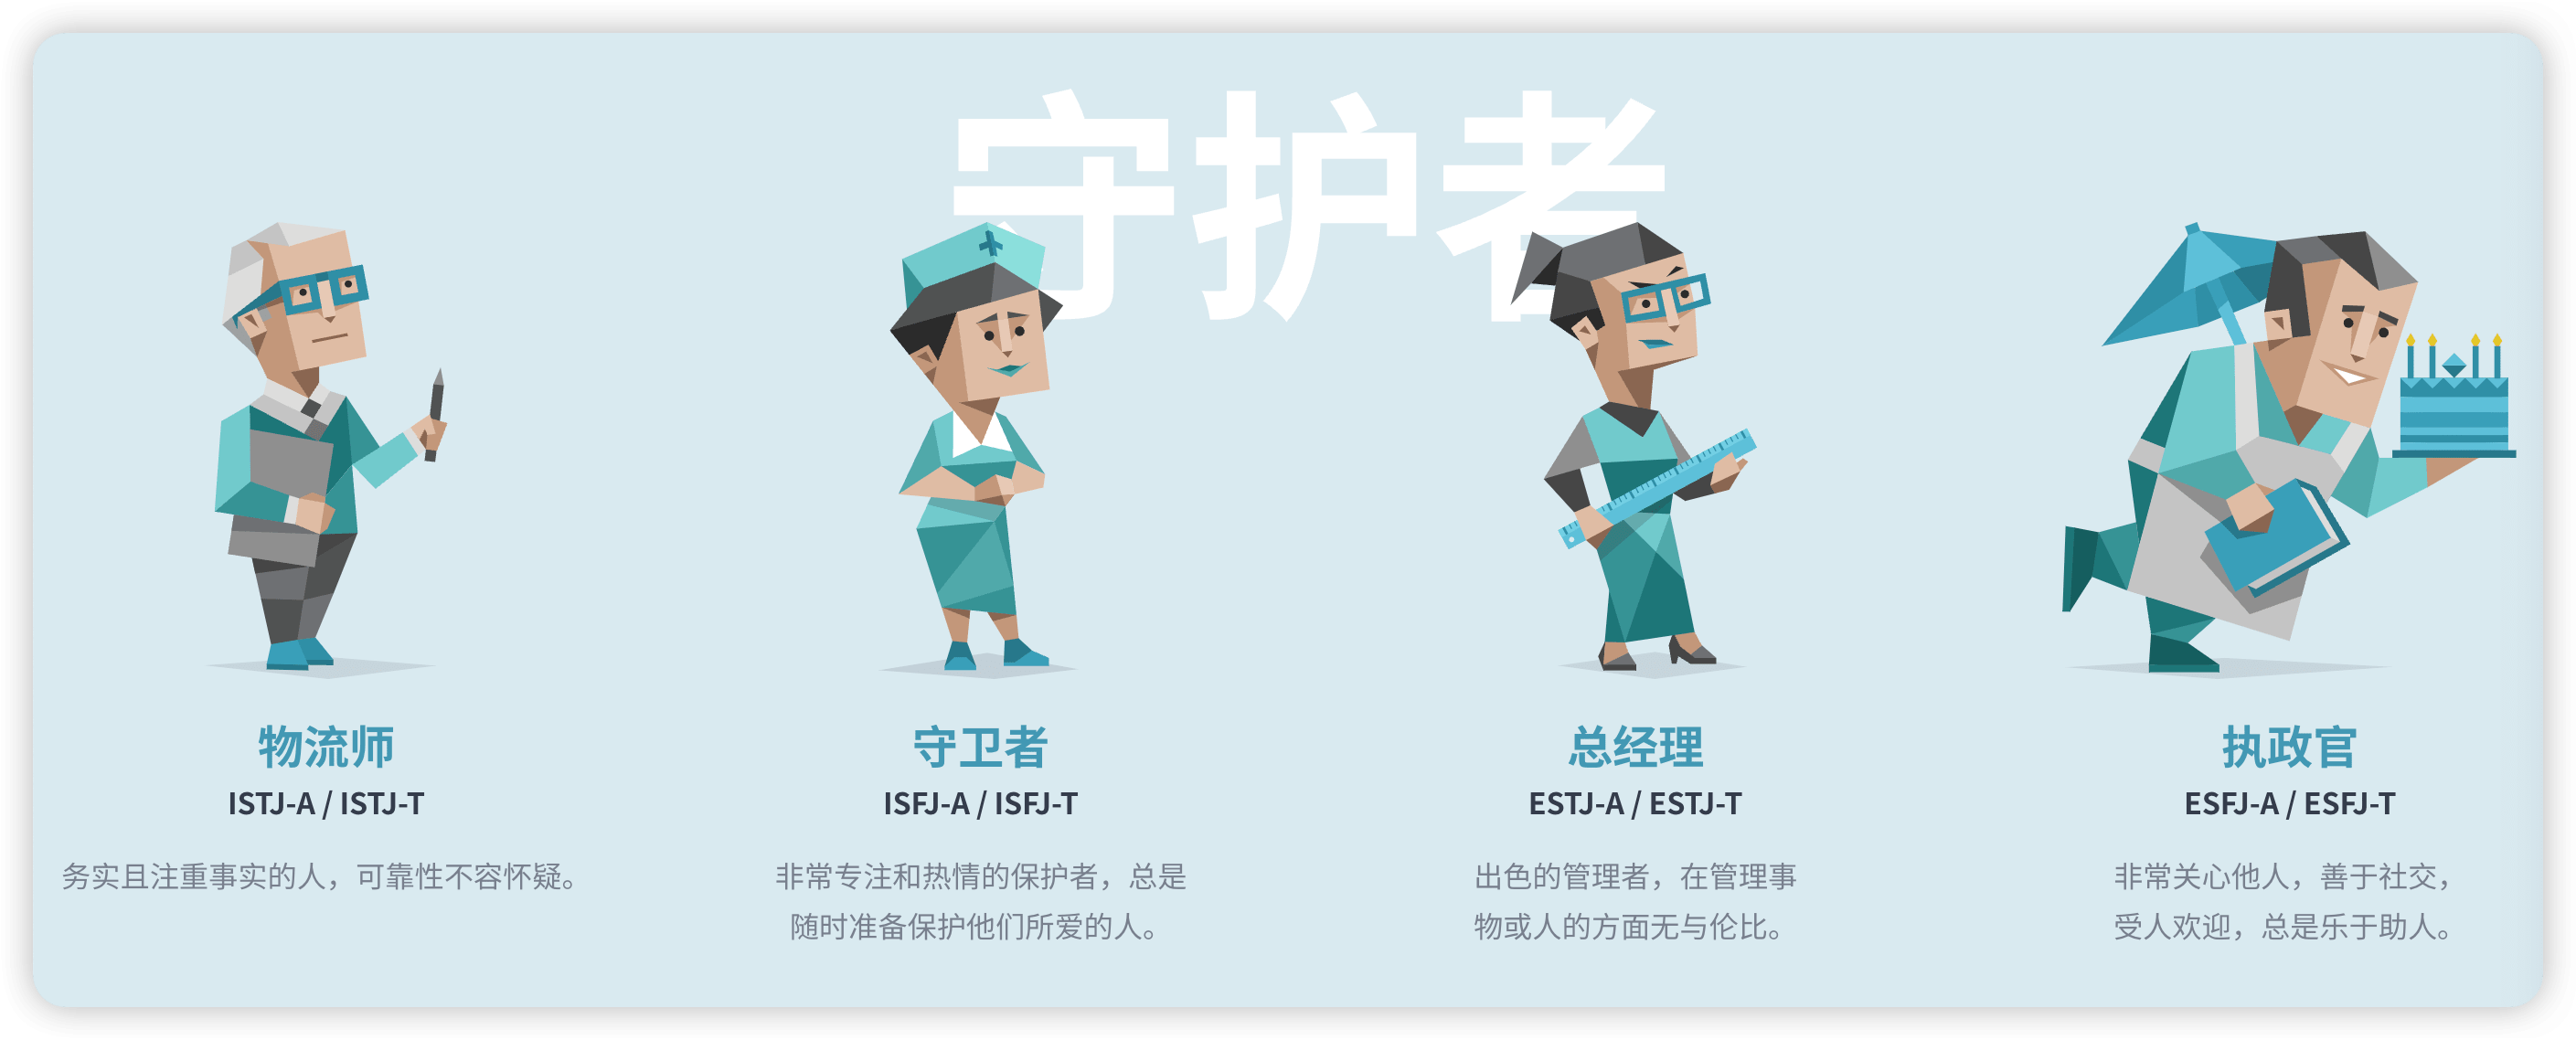 守护者
物流师
ISTJ-A / ISTJ-T
务实且注重事实的人，可靠性不容怀疑。
守卫者
ISFJ-A / ISFJ-T
非常专注和热情的保护者，总是
随时准备保护他们所爱的人。
总经理
ESTJ-A / ESTJ-T
出色的管理者，在管理事
物或人的方面无与伦比。
执政官
ESFJ-A / ESFJ-T
非常关心他人，善于社交，
受人欢迎，总是乐于助人。